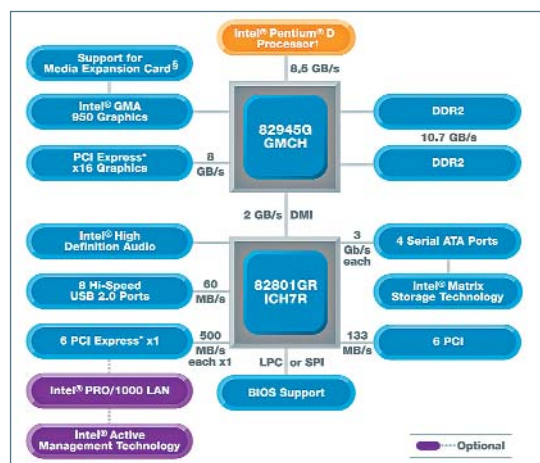 Intel® Pentium® D
Processor†
8,5 GB/s
Support for
Media Expansion Card§
Intel® GMA
950 Graphics
82945G
GMCH
DDR2
10.7 GB/s
PCI Express*
x16 Graphics
8
GB/s
DDR2
2 GB/s DMI
Intel® High
Definition Audio
3
Gb/s
each
4 Serial ATA Ports
82801GR
ICH7R
8 Hi-Speed
USB 2.0 Ports
60
MB/s
Intel® Matrix
Storage Technology
6 PCI Express* x1
500
MB/s
each x1
133
MB/s
6 PCI
LPC or SPI
Intel® PRO/1000 LAN
BIOS Support
Intel® Active
Management Technology
Optional